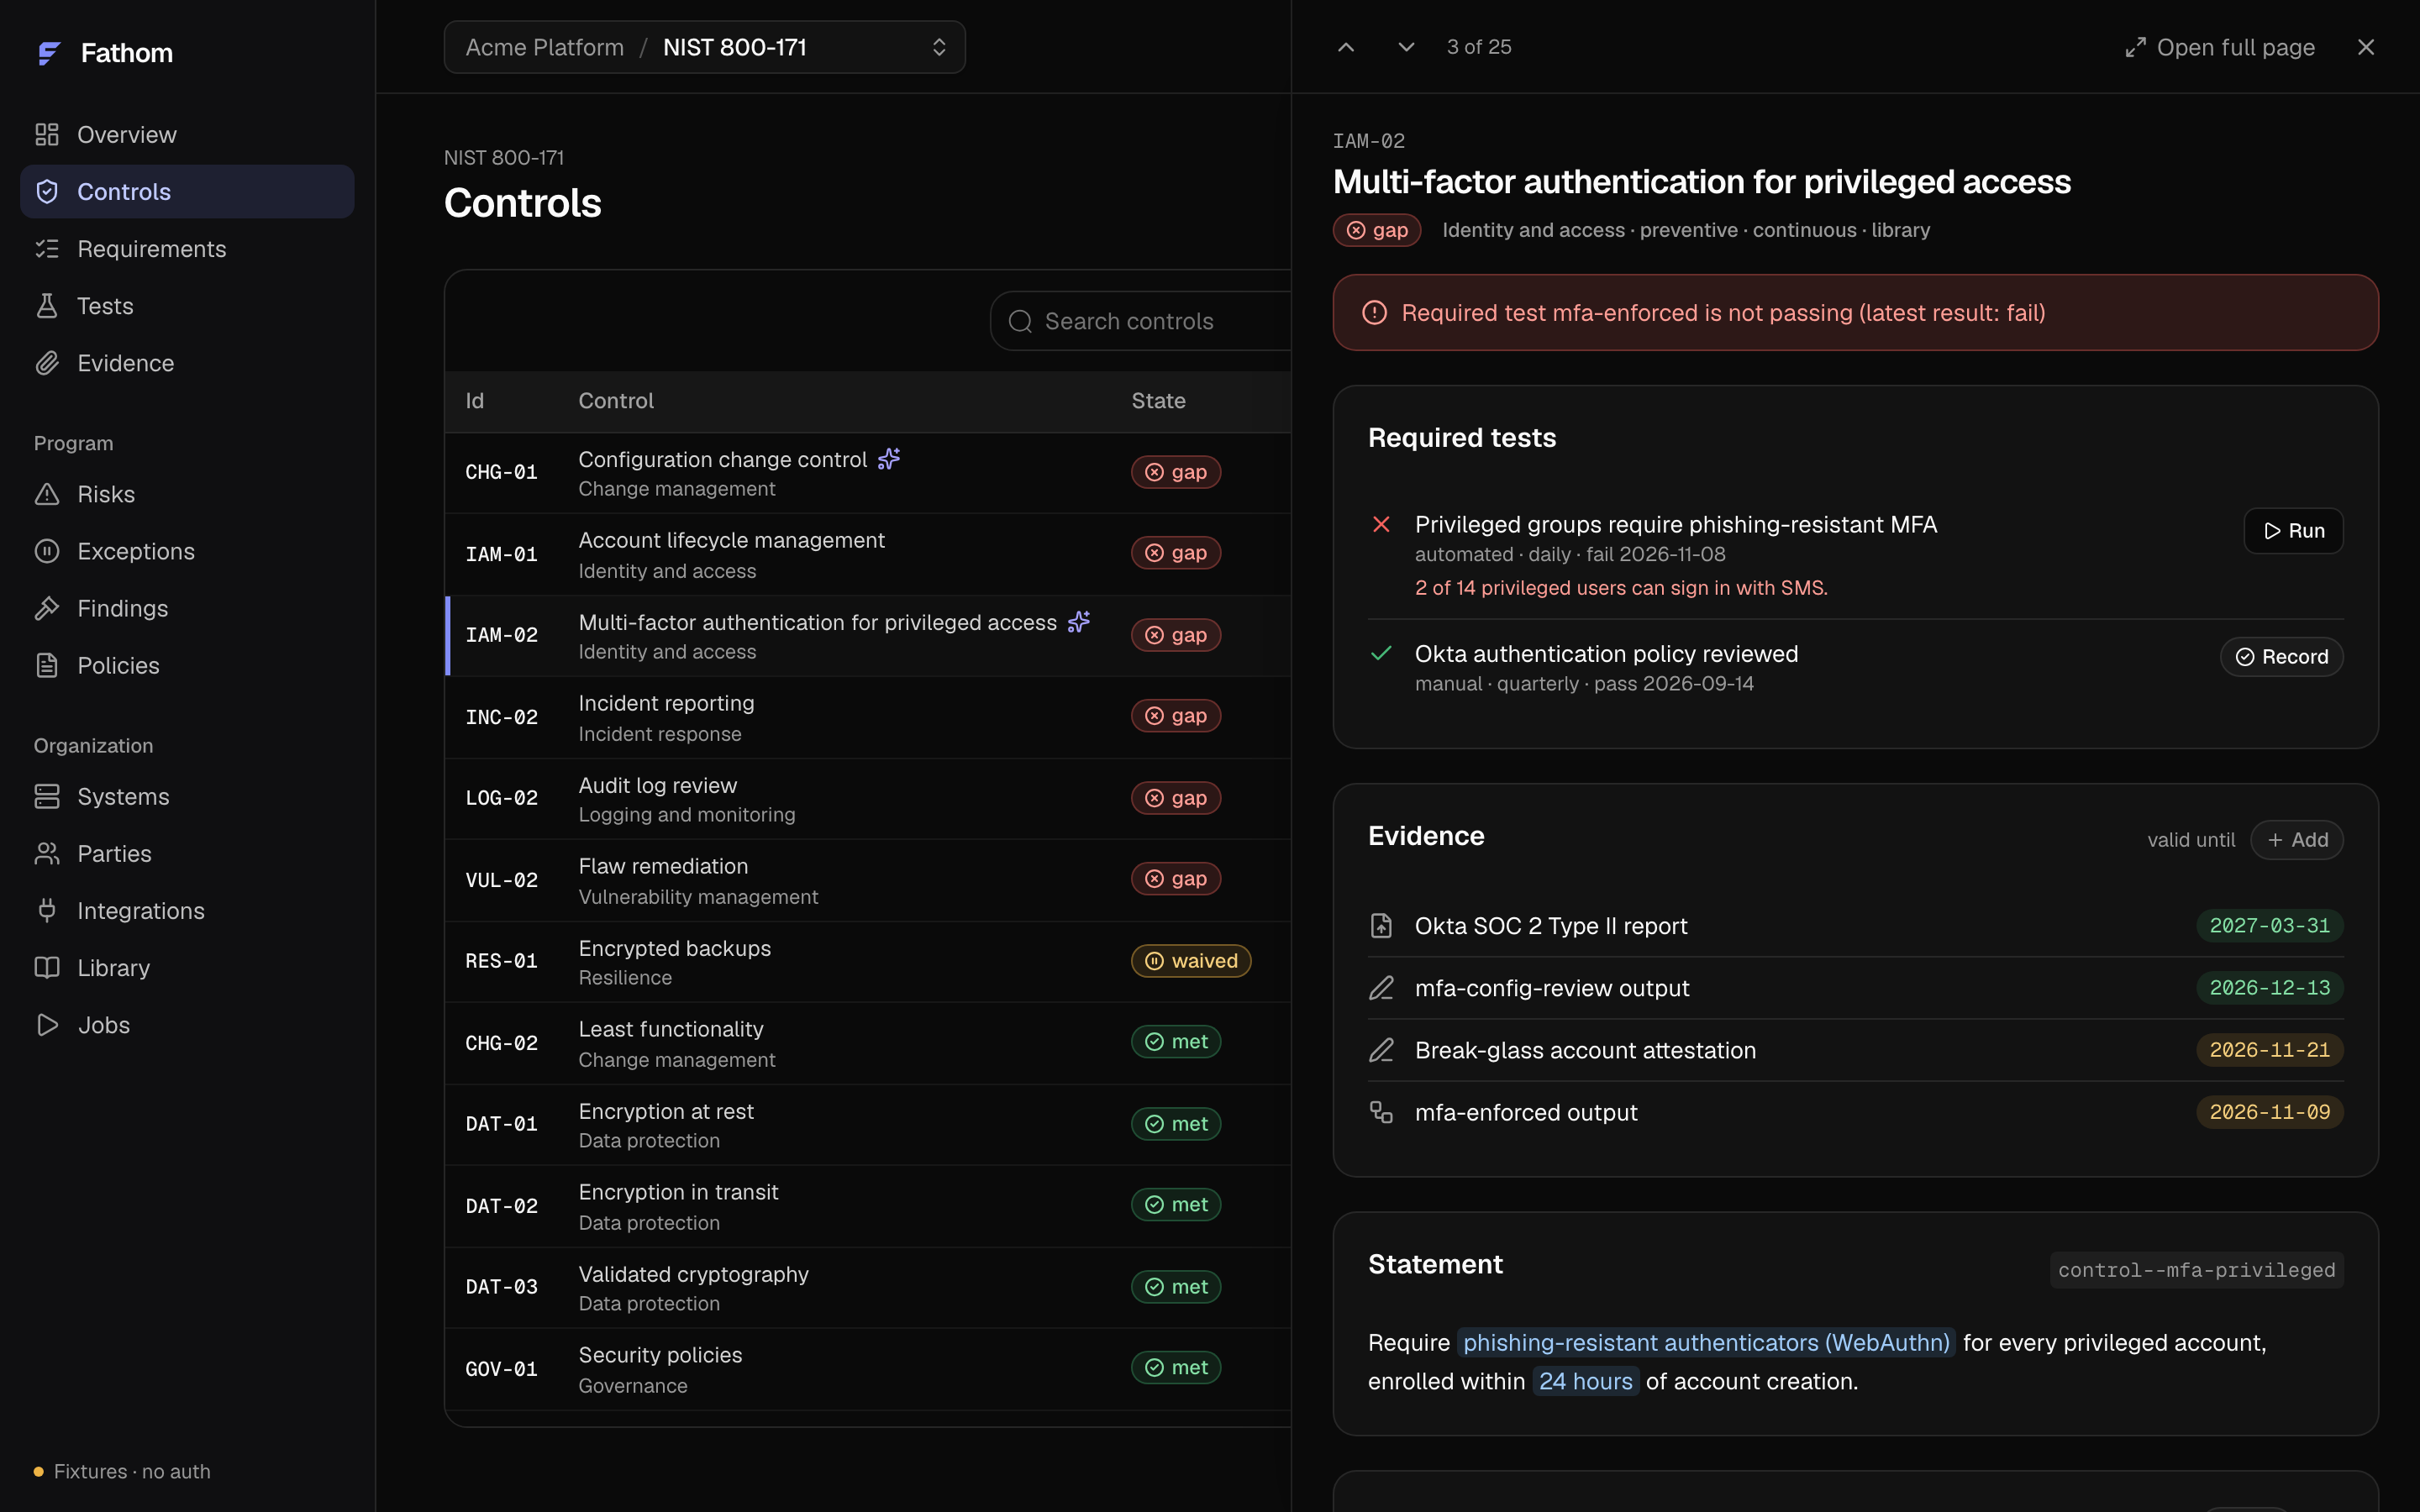 Fathom
Overview
Controls
Requirements
Tests
Evidence
Program
Risks
Exceptions
Findings
Policies
Organization
Systems
Parties
Integrations
Library
Jobs
Fixtures · no auth
Acme Platform / NIST 800-171
NIST 800-171
Controls
Search controls
Id Control State
CHG-01 Configuration change control gap
Change management
IAM-01 Account lifecycle management gap
Identity and access
IAM-02 Multi-factor authentication for privileged access gap
Identity and access
INC-02 Incident reporting gap
Incident response
LOG-02 Audit log review gap
Logging and monitoring
VUL-02 Flaw remediation gap
Vulnerability management
RES-01 Encrypted backups waived
Resilience
CHG-02 Least functionality met
Change management
DAT-01 Encryption at rest met
Data protection
DAT-02 Encryption in transit met
Data protection
DAT-03 Validated cryptography met
Data protection
GOV-01 Security policies met
Governance
3 of 25 Open full page
IAM-02
Multi-factor authentication for privileged access
gap Identity and access · preventive · continuous · library
Required test mfa-enforced is not passing (latest result: fail)
Required tests
Privileged groups require phishing-resistant MFA Run
automated · daily · fail 2026-11-08
2 of 14 privileged users can sign in with SMS.
Okta authentication policy reviewed Record
manual · quarterly · pass 2026-09-14
Evidence valid until + Add
Okta SOC 2 Type II report 2027-03-31
mfa-config-review output 2026-12-13
Break-glass account attestation 2026-11-21
mfa-enforced output 2026-11-09
Statement control--mfa-privileged
Require phishing-resistant authenticators (WebAuthn) for every privileged account,
enrolled within 24 hours of account creation.